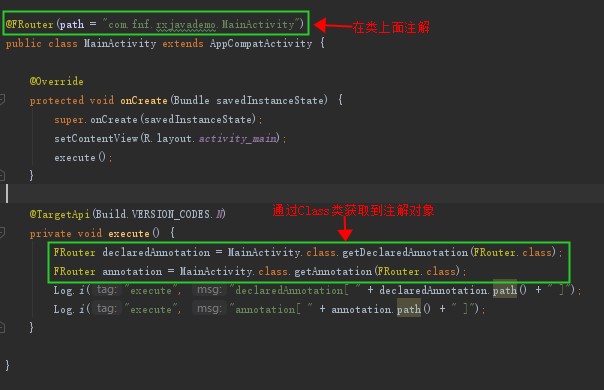 @FRouter(path = "com.fnf.rxjavademo.MainActivity") 在类上面注解
public class MainActivity extends AppCompatActivity {
@Override
protected void onCreate(Bundle savedInstanceState) {
super.onCreate(savedInstanceState);
setContentView(R.layout.activity_main);
execute();
}
@TargetApi(Build.VERSION_CODES.N) 通过Class类获取到注解对象
private void execute() {
FRouter declaredAnnotation = MainActivity.class.getDeclaredAnnotation(FRouter.class);
FRouter annotation = MainActivity.class.getAnnotation(FRouter.class);
Log.i( tag: "execute", msg: "declaredAnnotation[ " + declaredAnnotation.path() + " ]");
Log.i( tag: "execute", msg: "annotation[ " + annotation.path() + " ]");
}
}